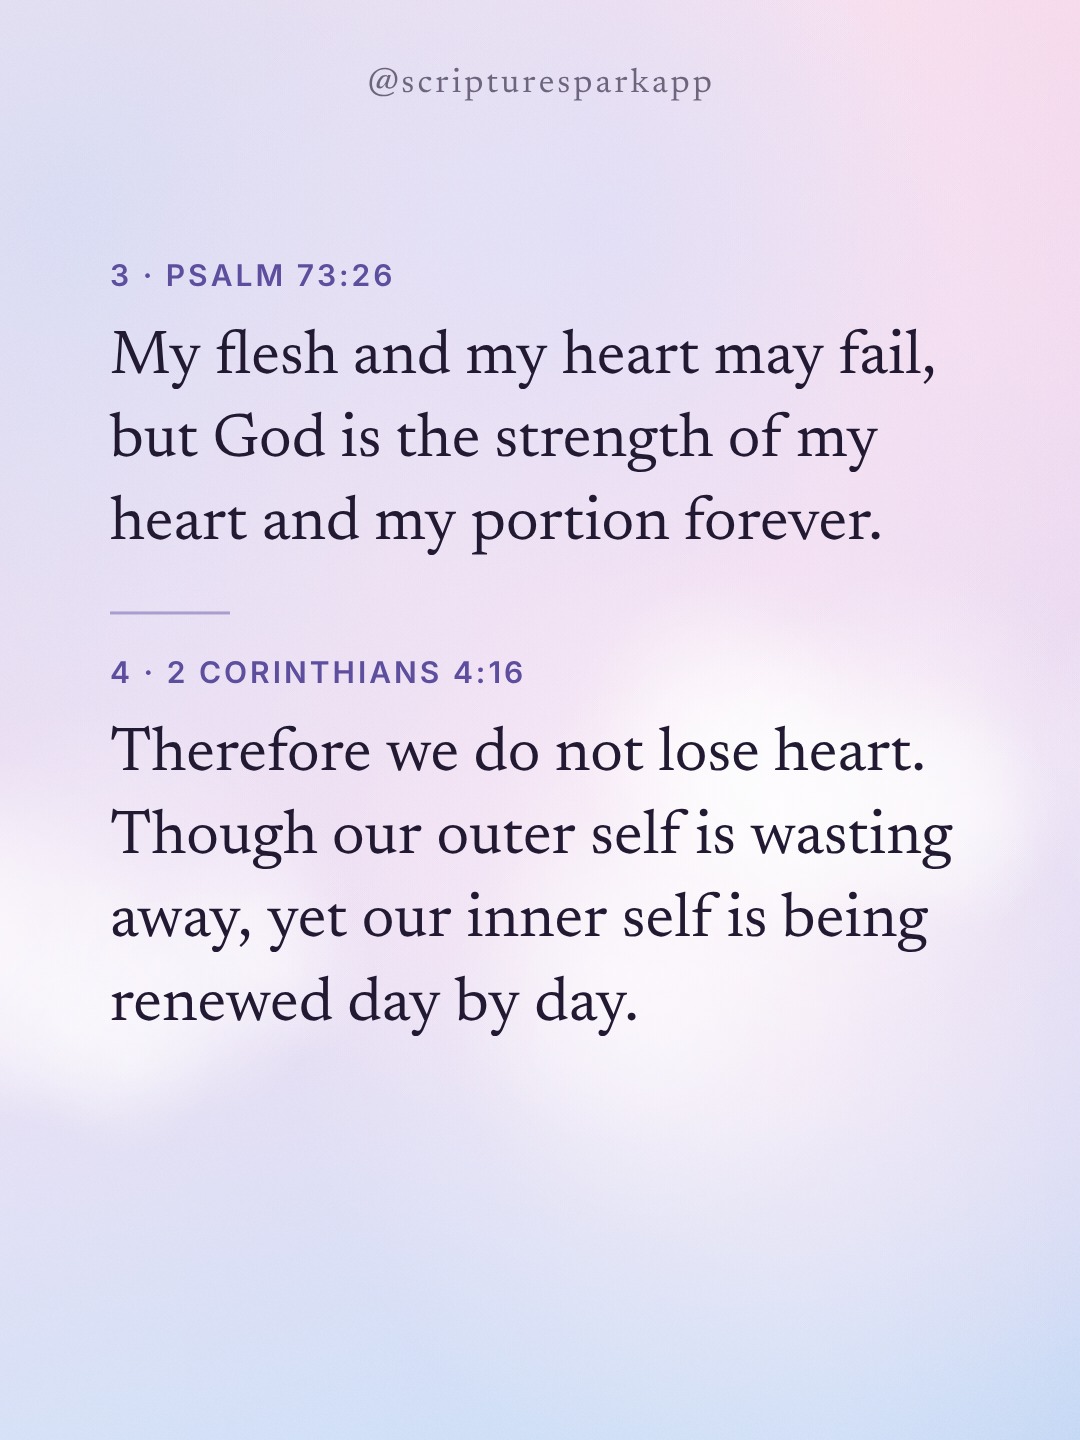 @scripturesparkapp
3 · PSALM 73:26
My flesh and my heart may fail,
but God is the strength of my
heart and my portion forever.
4 · 2 CORINTHIANS 4:16
Therefore we do not lose heart.
Though our outer self is wasting
away, yet our inner self is being
renewed day by day.